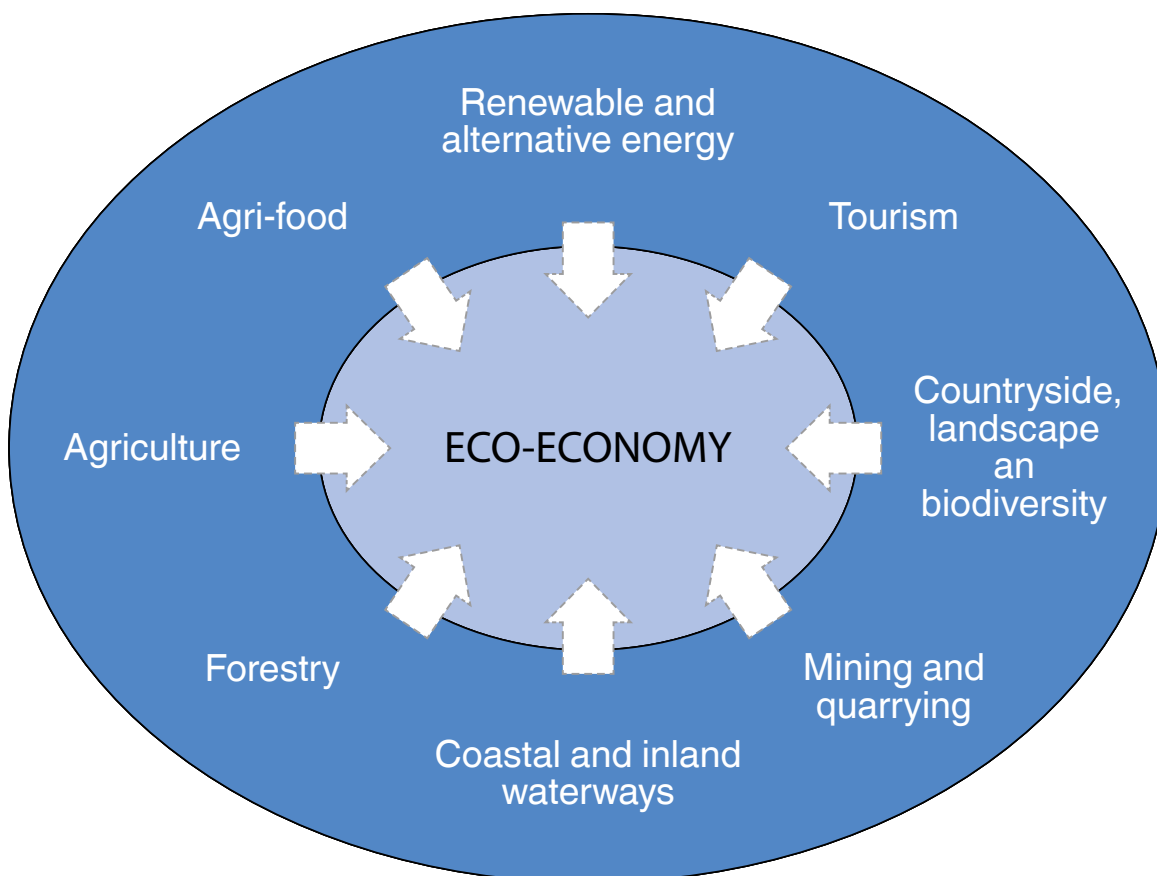 Renewable and
alternative energy
Agri-food
Tourism
Countryside,
landscape
an
biodiversity
Agriculture
ECO-ECONOMY
Forestry
Mining and
quarrying
Coastal and inland
waterways